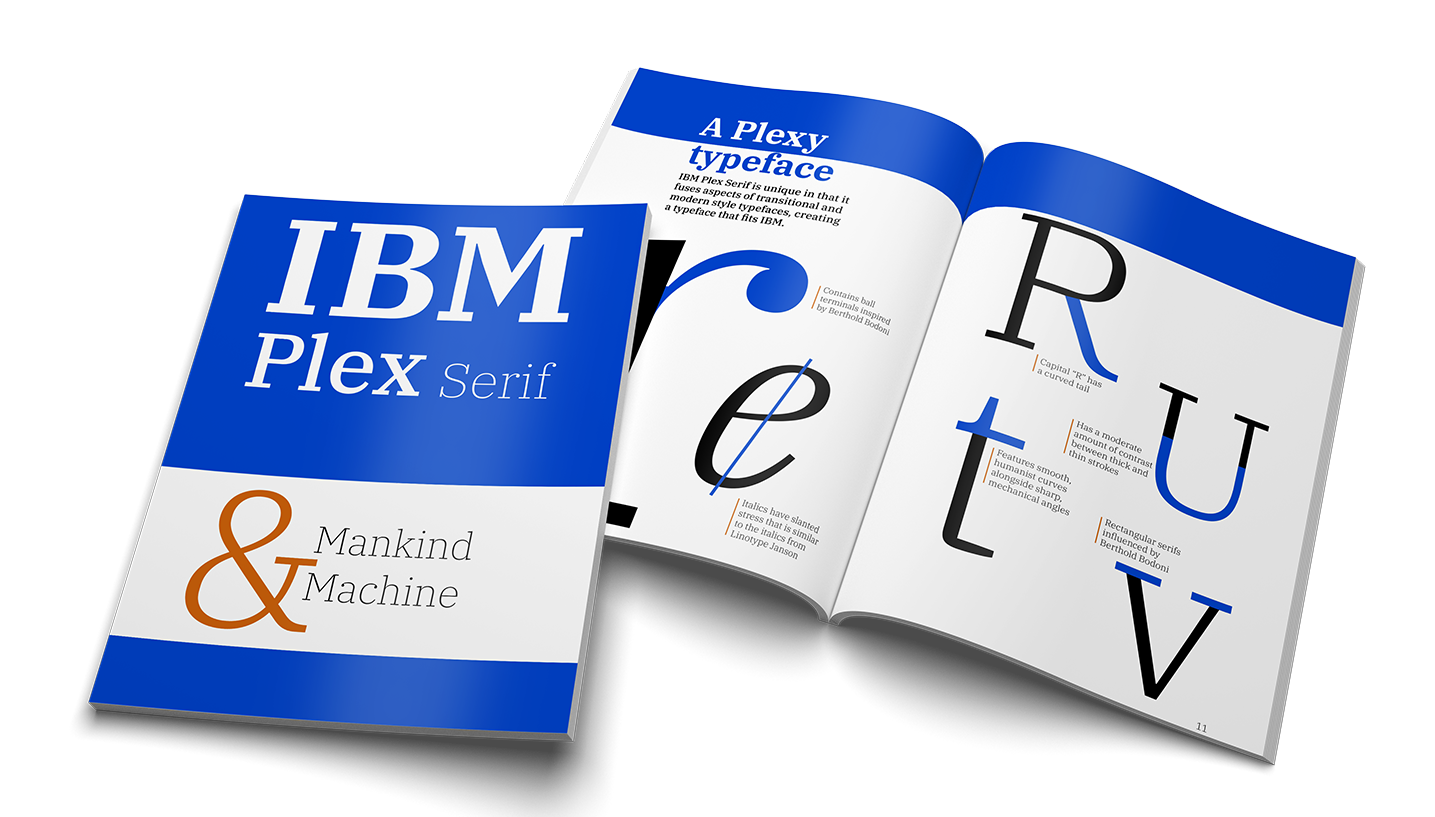 IBM
Plex Serif
& Mankind
Machine
A Plexy
typeface
IBM Plex Serif is unique in that it
fuses aspects of transitional and
modern style typefaces, creating
a typeface that fits IBM.
r
Contains ball
terminals inspired
by Berthold Bodoni
e
Italics have slanted
stress that is similar
to the italics from
Linotype Janson
R
Capital “R” has
a curved tail
t
Features smooth,
humanist curves
alongside sharp,
mechanical angles
Has a moderate
amount of contrast
between thick and
thin strokes
U
Rectangular serifs
influenced by
Berthold Bodoni
v
11